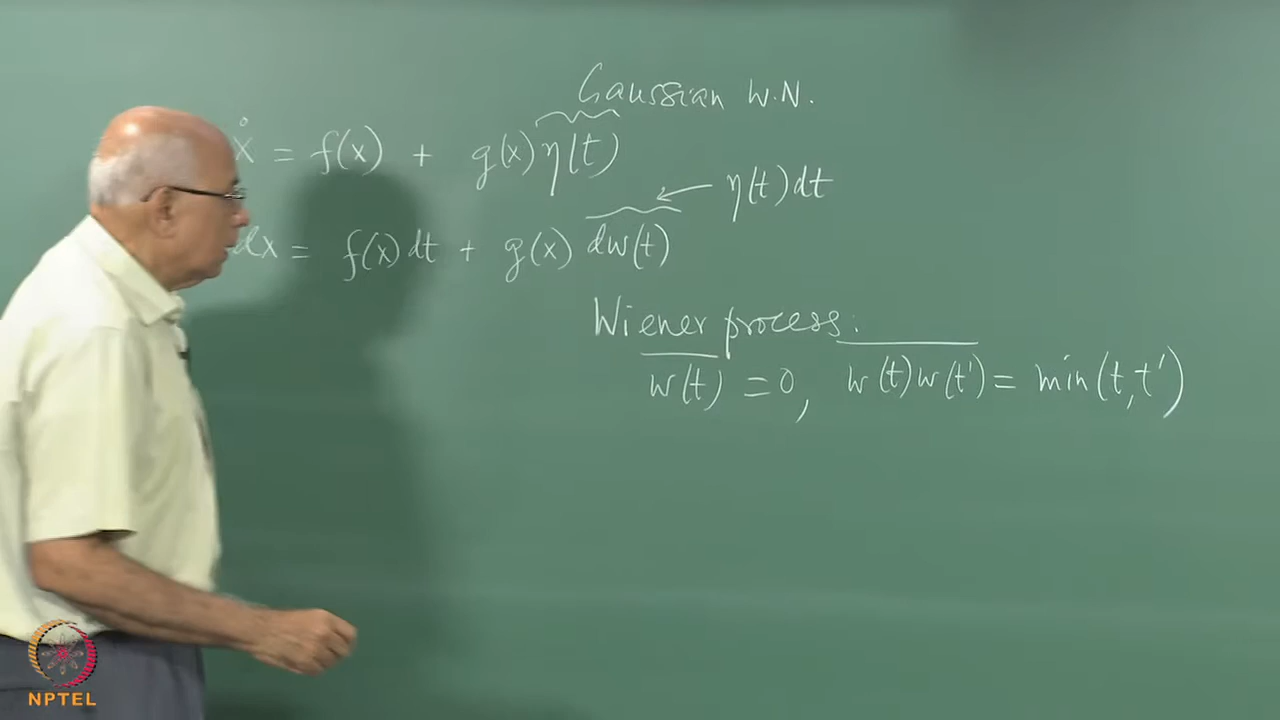 Gaussian W.N.
ẋ = f(x) + g(x) η(t)
η(t)dt
dx = f(x)dt + g(x) dw(t)
Wiener process:
w(t) = 0, w(t)w(t') = min(t,t')
NPTEL